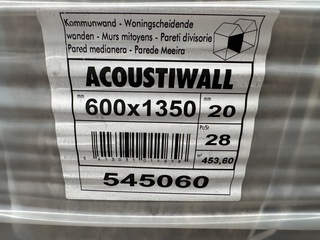 Kommunwand - Woningscheidende
wanden - Murs mitoyens - Pareti divisorie
Pared medianera - Parede Meeira
ACOUSTIWALL
mm 600x1350 mm 20
Pc/St 28
m² 453,60
545060